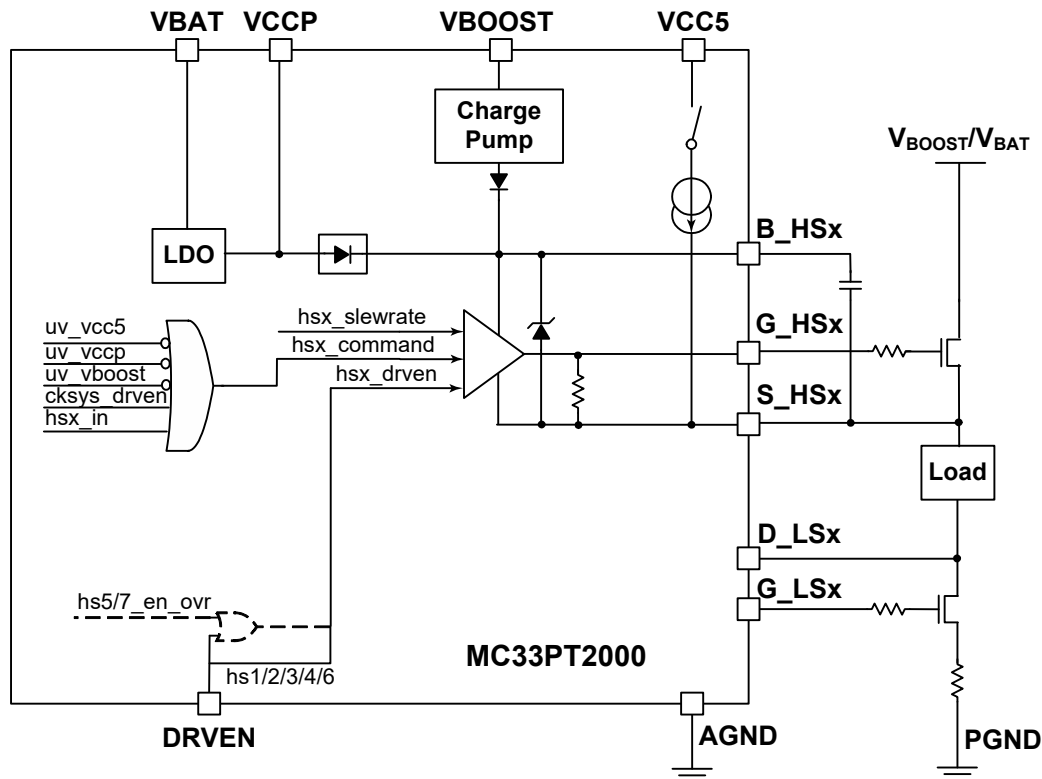 VBAT VCCP VBOOST VCC5
Charge
Pump
VBOOST/VBAT
B_HSx
LDO
G_HSx
hsx_slewrate
uv_vcc5
hsx_command
uv_vccp
uv_vboost
hsx_drven
cksys_drven
hsx_in
S_HSx
Load
D_LSx
G_LSx
hs5/7_en_ovr
MC33PT2000
hs1/2/3/4/6
DRVEN
AGND
PGND